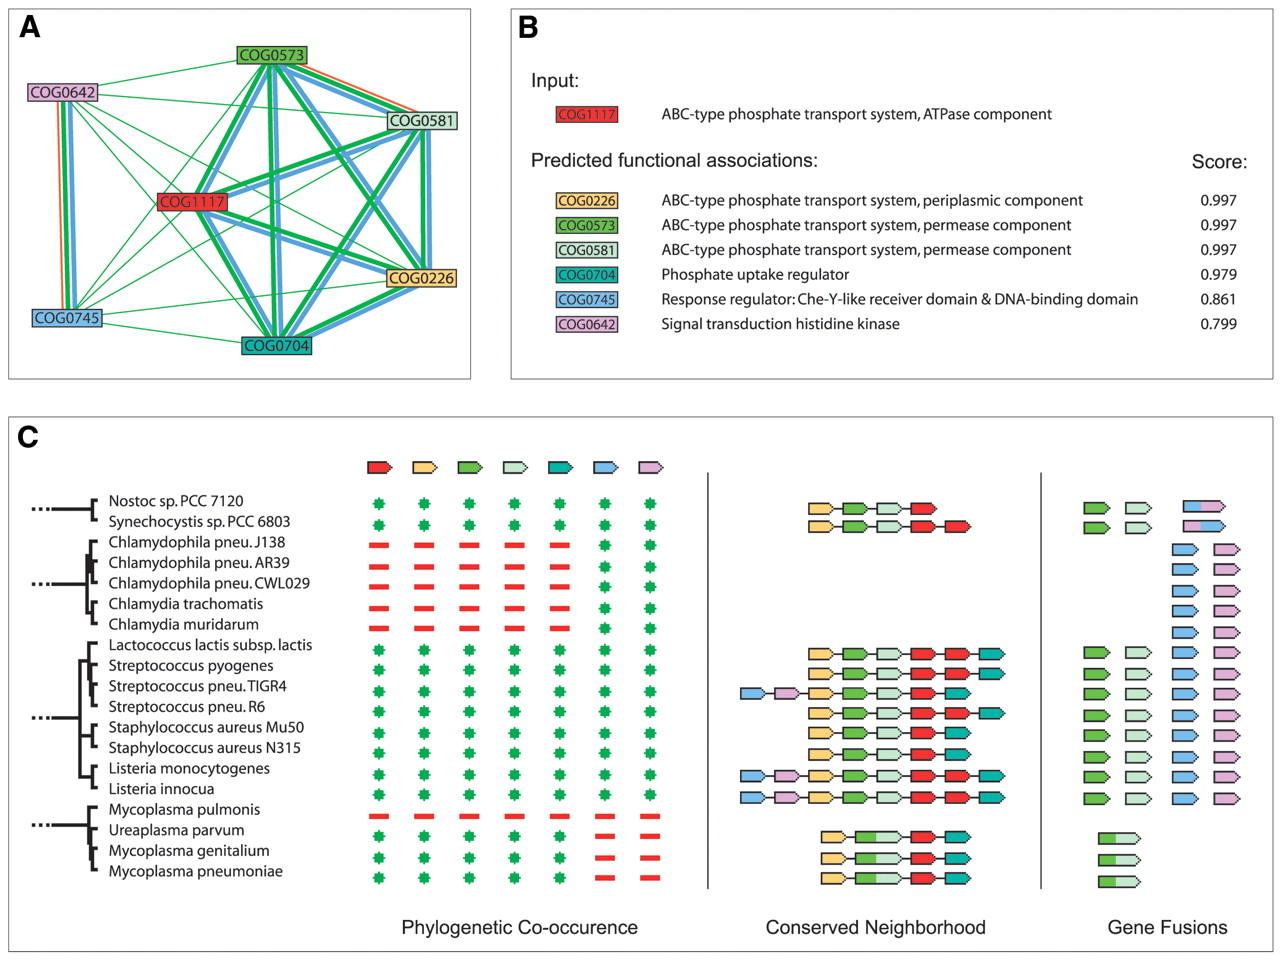 A
COG0573
COG0642
COG0581
COG1117
COG0226
COG0745
COG0704
B
Input:
COG1117 ABC-type phosphate transport system, ATPase component
Predicted functional associations: Score:
COG0226 ABC-type phosphate transport system, periplasmic component 0.997
COG0573 ABC-type phosphate transport system, permease component 0.997
COG0581 ABC-type phosphate transport system, permease component 0.997
COG0704 Phosphate uptake regulator 0.979
COG0745 Response regulator: Che-Y-like receiver domain & DNA-binding domain 0.861
COG0642 Signal transduction histidine kinase 0.799
C
Nostoc sp. PCC 7120
Synechocystis sp. PCC 6803
Chlamydophila pneu. J138
Chlamydophila pneu. AR39
Chlamydophila pneu. CWL029
Chlamydia trachomatis
Chlamydia muridarum
Lactococcus lactis subsp. lactis
Streptococcus pyogenes
Streptococcus pneu. TIGR4
Streptococcus pneu. R6
Staphylococcus aureus Mu50
Staphylococcus aureus N315
Listeria monocytogenes
Listeria innocua
Mycoplasma pulmonis
Ureaplasma parvum
Mycoplasma genitalium
Mycoplasma pneumoniae
Phylogenetic Co-occurence Conserved Neighborhood Gene Fusions